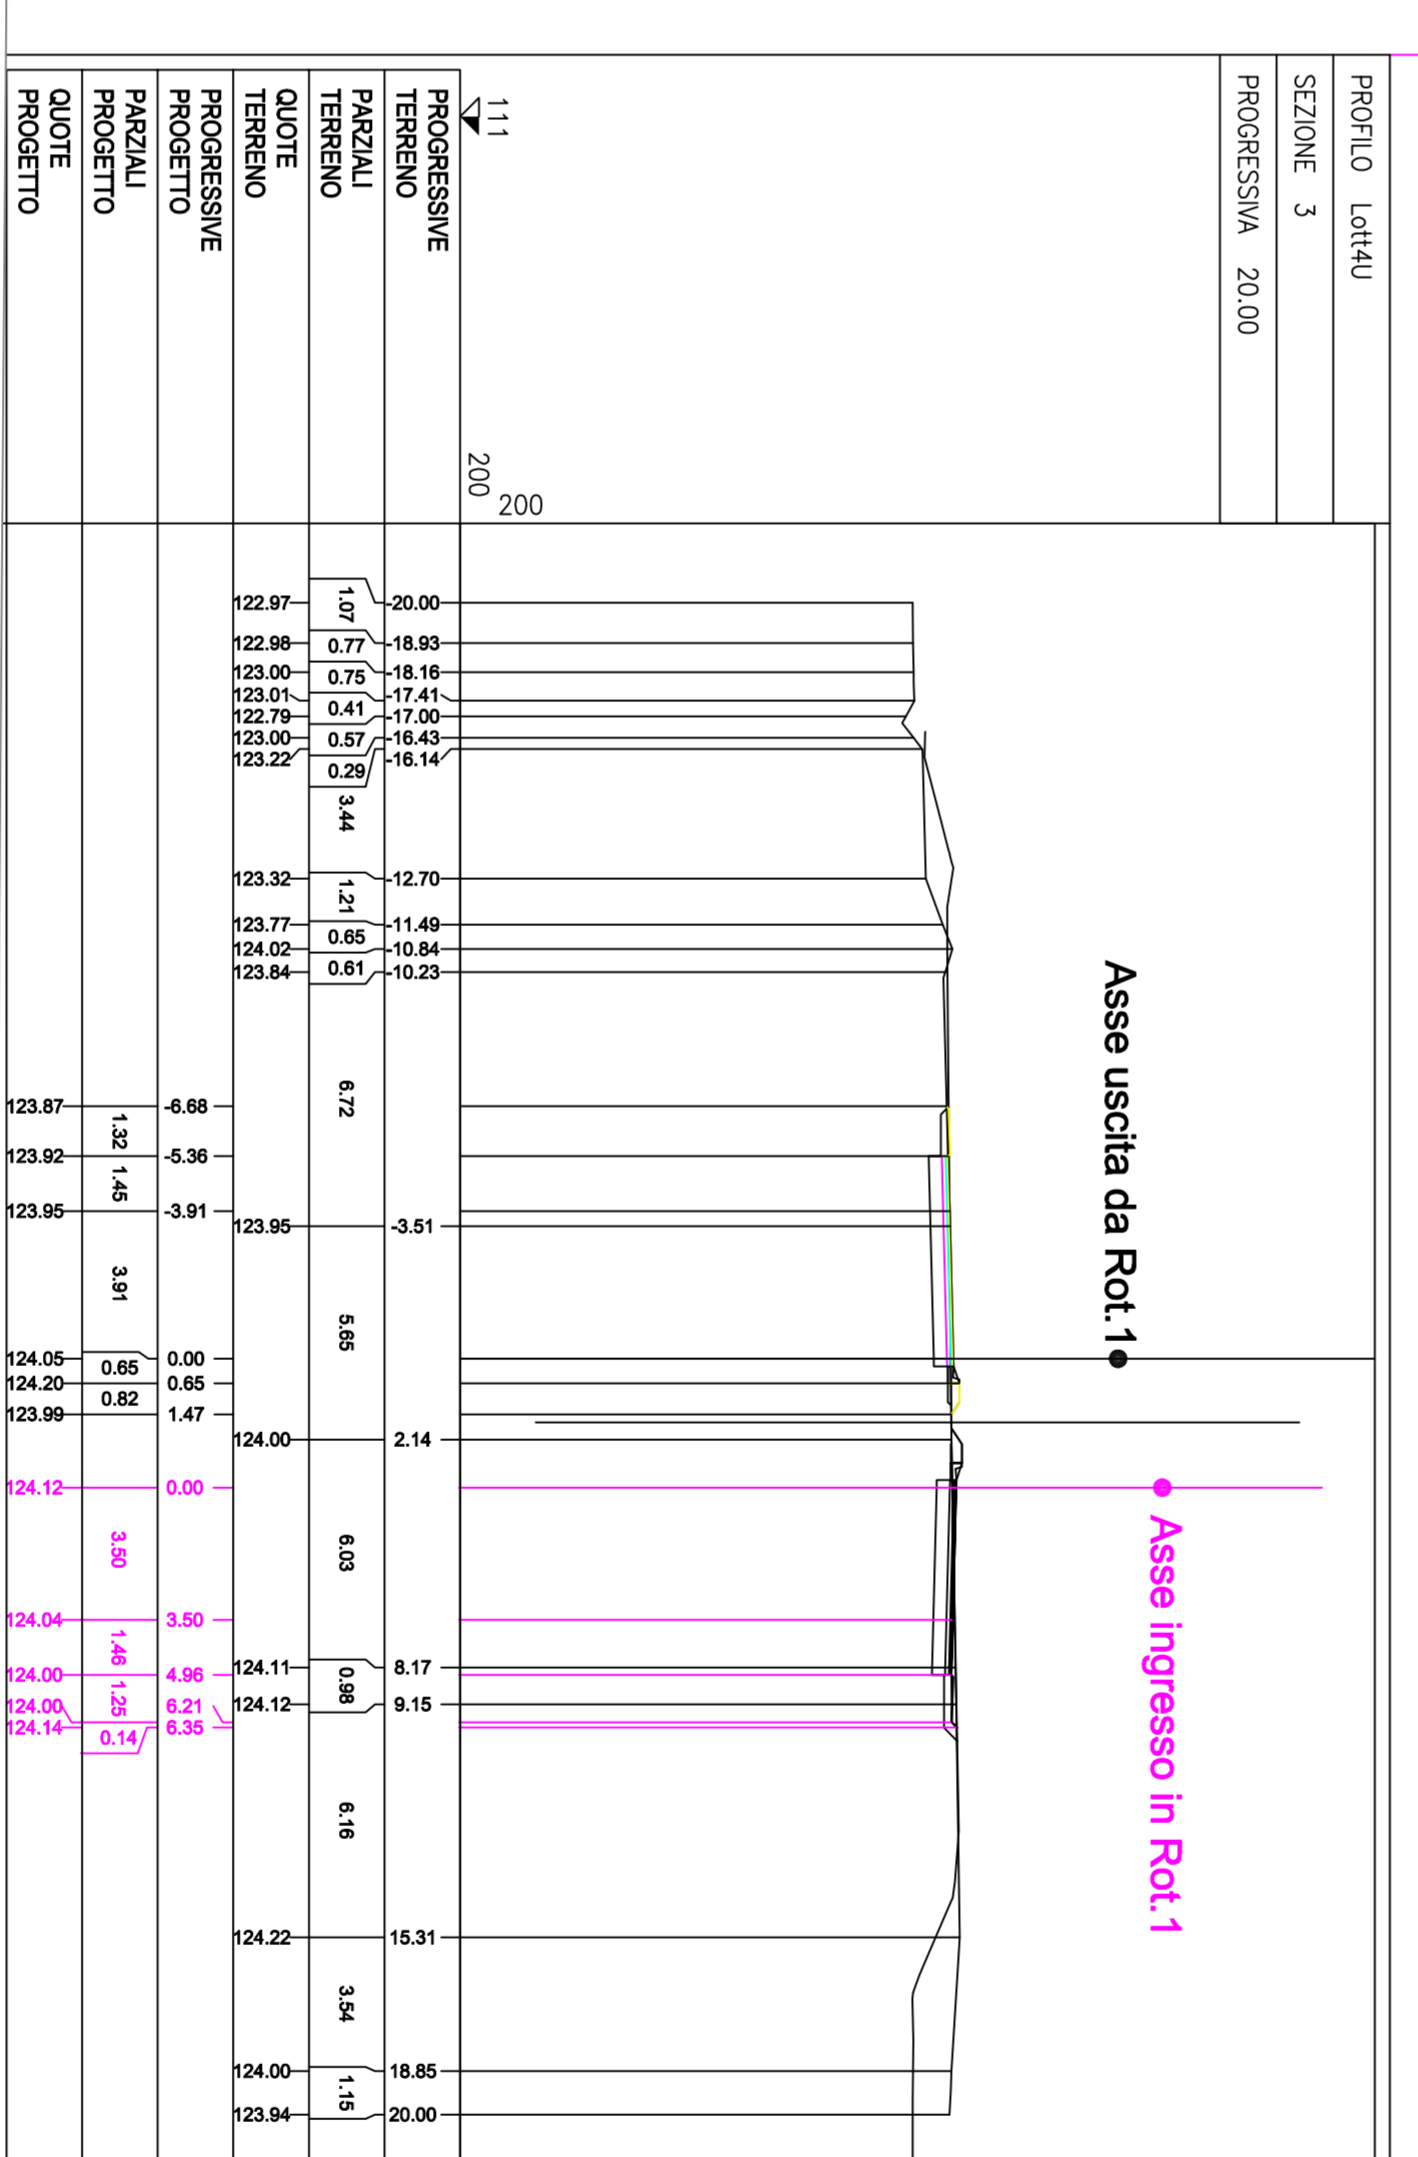 PROFILO Lott4U
SEZIONE 3
PROGRESSIVA 20.00
Asse uscita da Rot.1
Asse ingresso in Rot.1
200
200
111
PROGRESSIVE
TERRENO
-20.00 -18.93 -18.16 -17.41 -17.00 -16.43 -16.14 -12.70 -11.49 -10.84 -10.23 -3.51 2.14 8.17 9.15 15.31 18.85 20.00
PARZIALI
TERRENO
1.07 0.77 0.75 0.41 0.57 0.29 3.44 1.21 0.65 0.61 6.72 5.65 6.03 0.98 6.16 3.54 1.15
QUOTE
TERRENO
122.97 122.98 123.00 123.01 122.79 123.00 123.22 123.32 123.77 124.02 123.84 123.95 124.00 124.11 124.12 124.22 124.00 123.94
PROGRESSIVE
PROGETTO
-6.68 -5.36 -3.91 0.00 0.65 1.47 0.00 3.50 4.96 6.21 6.35
PARZIALI
PROGETTO
1.32 1.45 3.91 0.65 0.82 3.50 1.46 1.25 0.14
QUOTE
PROGETTO
123.87 123.92 123.95 124.05 124.20 123.99 124.12 124.04 124.00 124.00 124.14